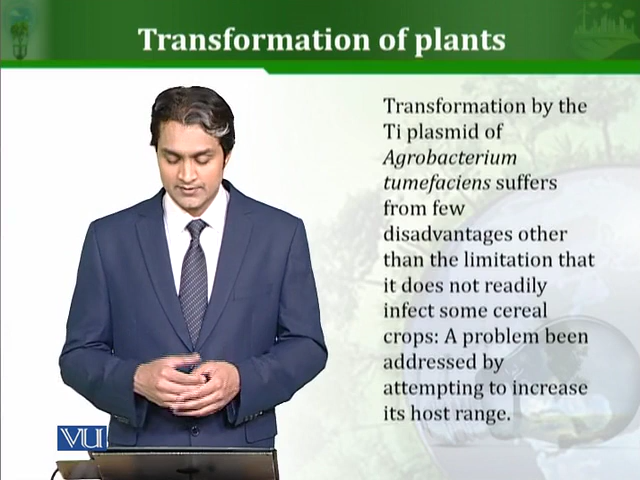 Transformation of plants
Transformation by the
Ti plasmid of
Agrobacterium
tumefaciens suffers
from few
disadvantages other
than the limitation that
it does not readily
infect some cereal
crops: A problem been
addressed by
attempting to increase
its host range.
VU